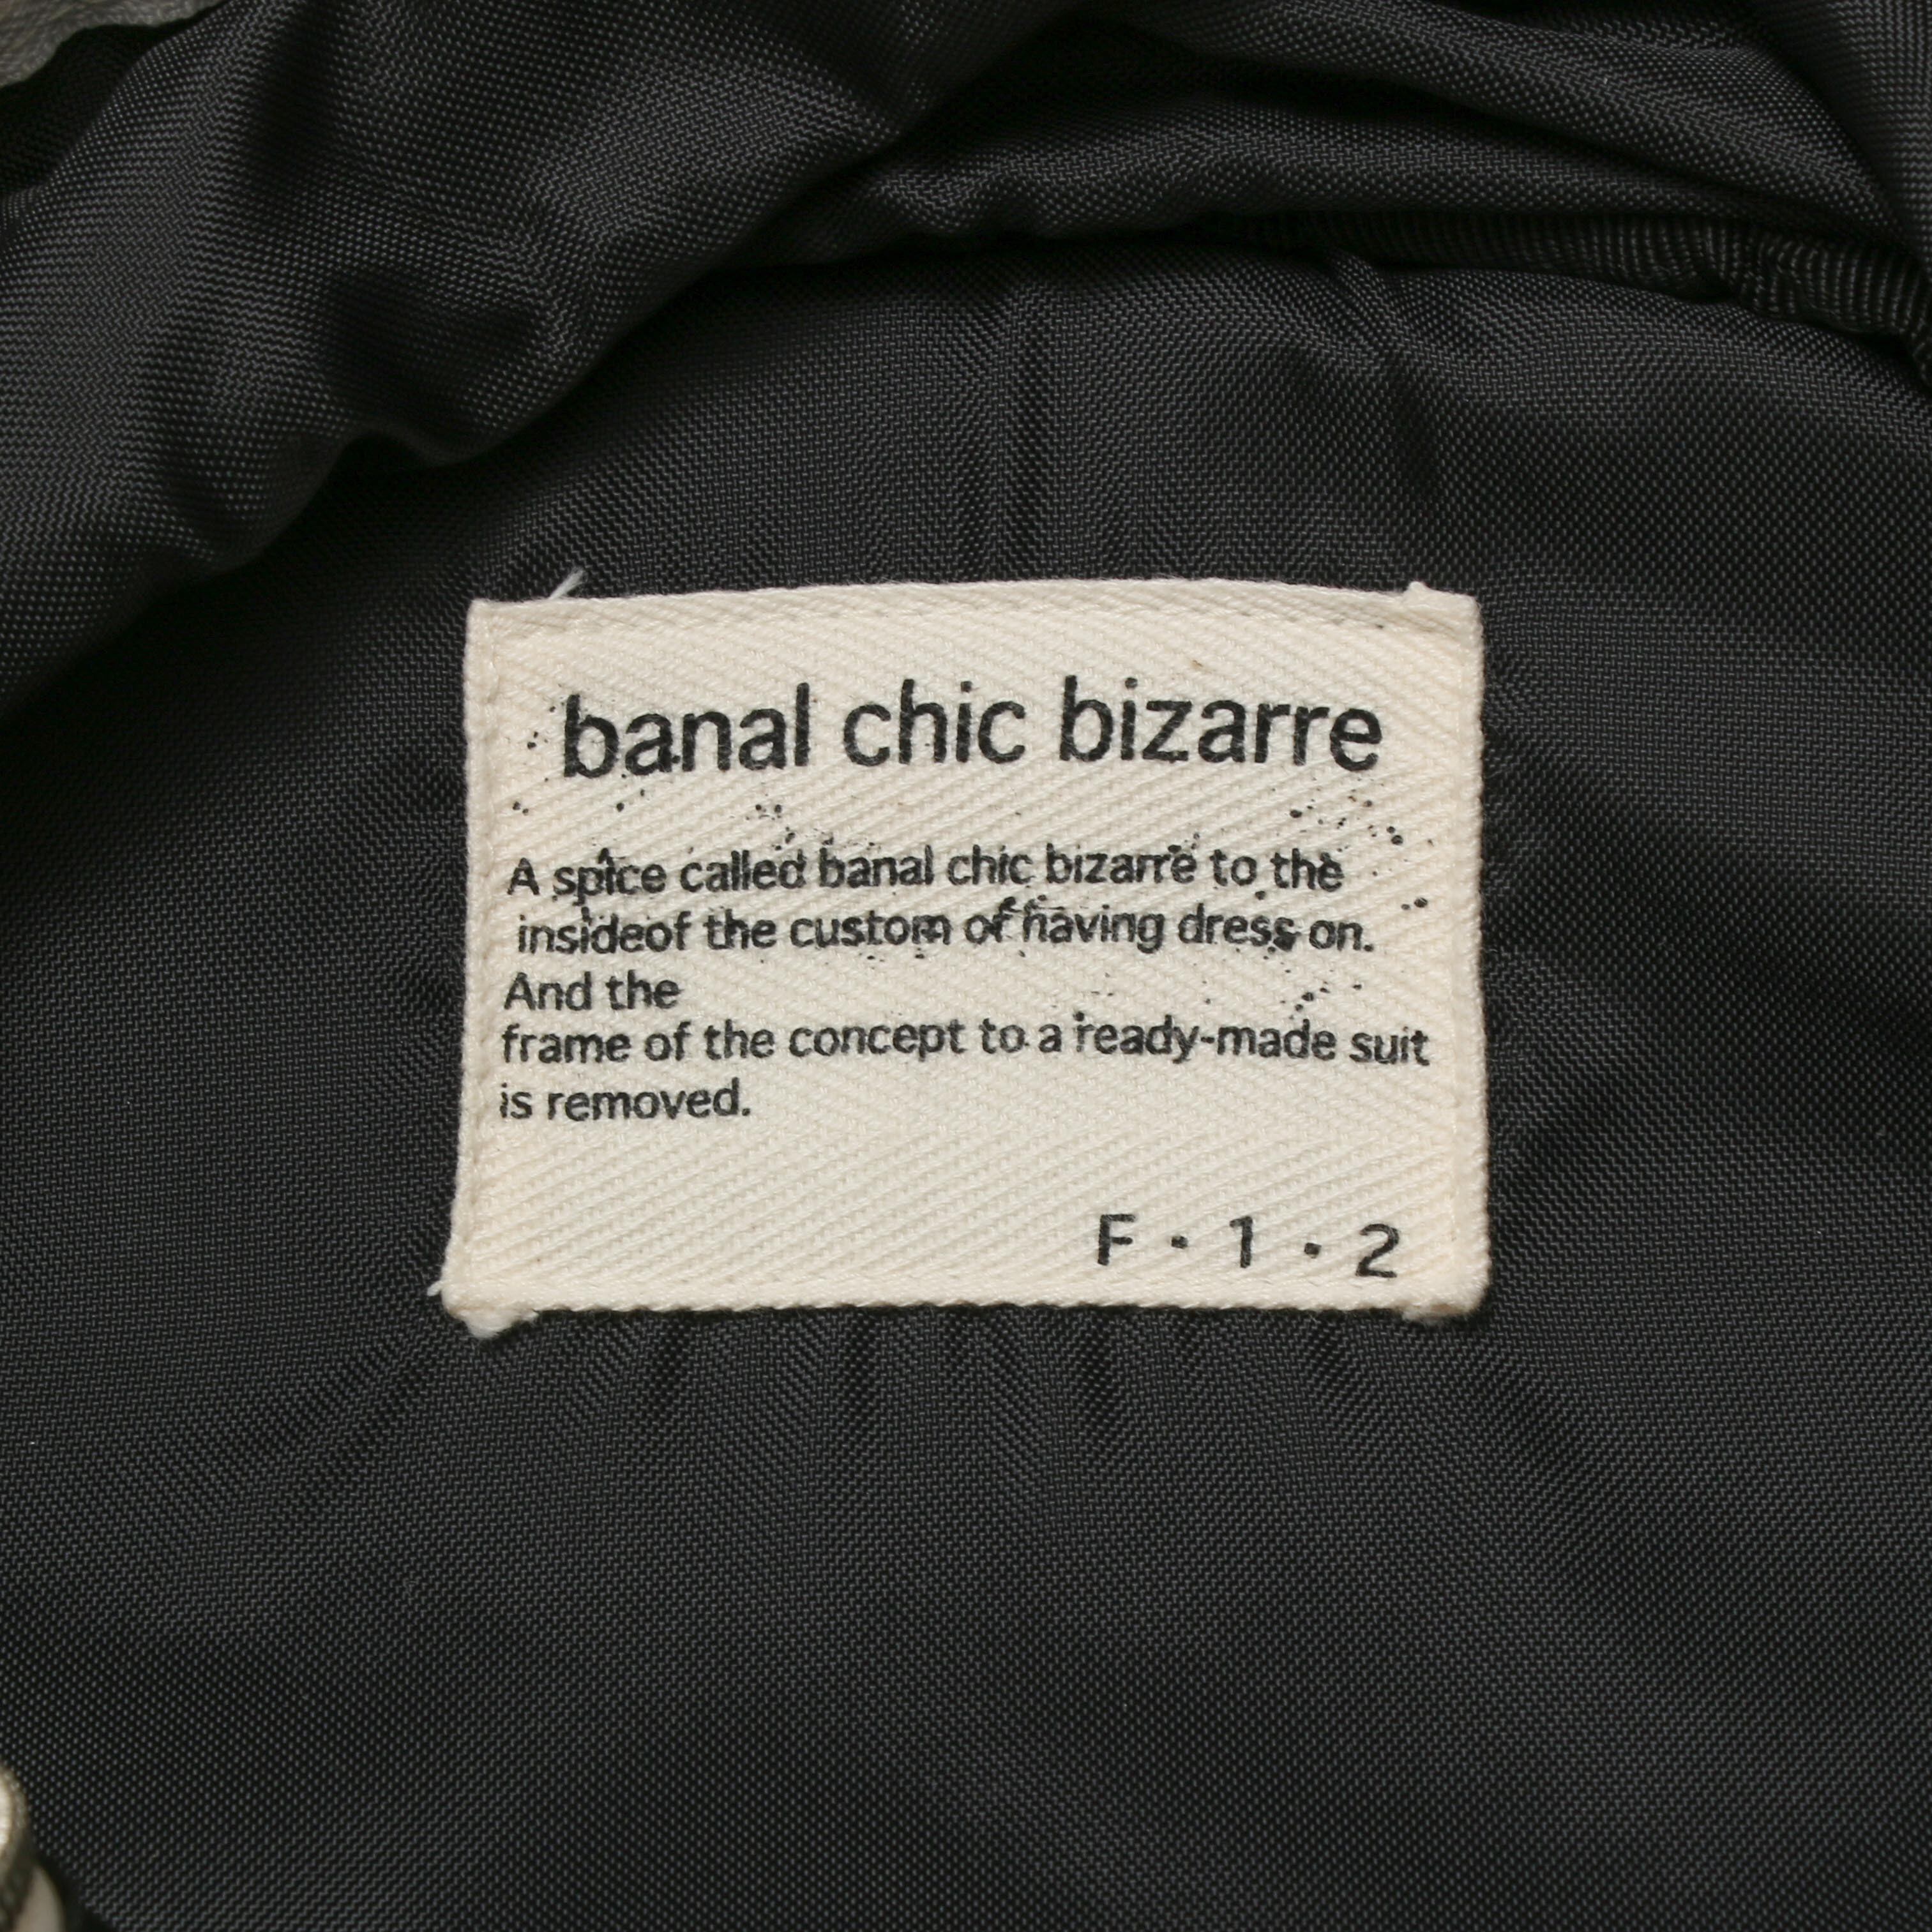 banal chic bizarre
A spice called banal chic bizarre to the
insideof the custom of having dress on.
And the
frame of the concept to a ready-made suit
is removed.
F・1・2